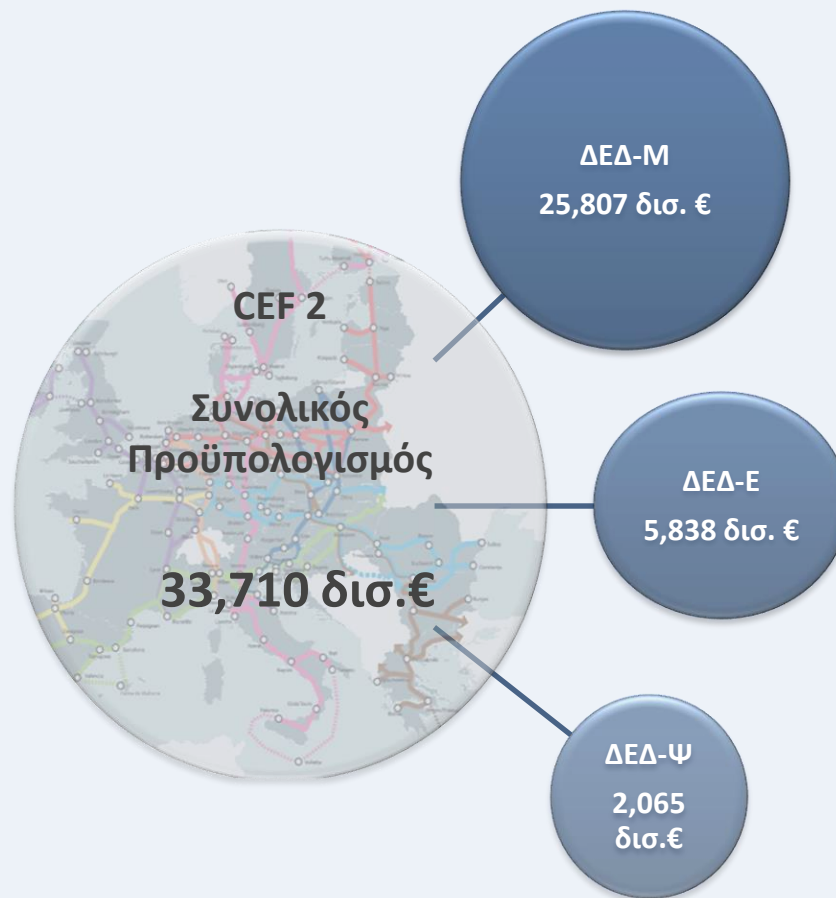 CEF 2
Συνολικός
Προϋπολογισμός
33,710 δισ.€
ΔΕΔ-Μ
25,807 δισ. €
ΔΕΔ-Ε
5,838 δισ. €
ΔΕΔ-Ψ
2,065
δισ.€